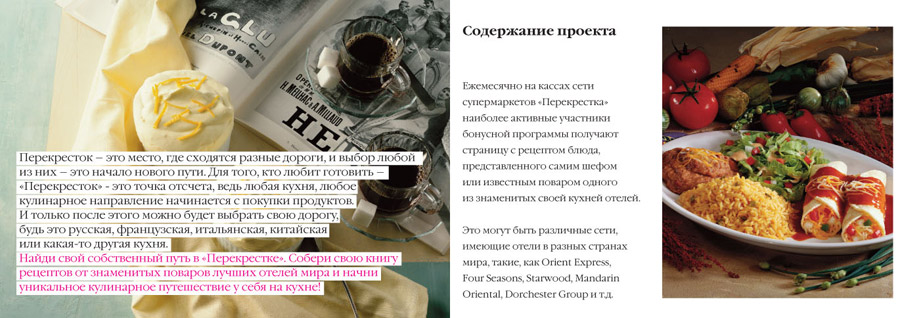 LA GLU
DUPONT
H. MEILHAC & A. MILLAUD
Перекресток – это место, где сходятся разные дороги, и выбор любой
из них – это начало нового пути. Для того, кто любит готовить –
«Перекресток» - это точка отсчета, ведь любая кухня, любое
кулинарное направление начинается с покупки продуктов.
И только после этого можно будет выбрать свою дорогу,
будь это русская, французская, итальянская, китайская
или какая-то другая кухня.
Найди свой собственный путь в «Перекрестке». Собери свою книгу
рецептов от знаменитых поваров лучших отелей мира и начни
уникальное кулинарное путешествие у себя на кухне!
Содержание проекта
Ежемесячно на кассах сети
супермаркетов «Перекрестка»
наиболее активные участники
бонусной программы получают
страницу с рецептом блюда,
представленного самим шефом
или известным поваром одного
из знаменитых своей кухней отелей.
Это могут быть различные сети,
имеющие отели в разных странах
мира, такие, как Orient Express,
Four Seasons, Starwood, Mandarin
Oriental, Dorchester Group и т.д.